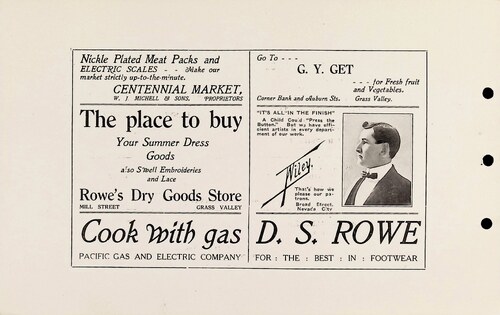 Nickle Plated Meat Packs and
ELECTRIC SCALES - - Make our
market strictly up-to-the-minute.
CENTENNIAL MARKET,
W. J. MICHELL & SONS, PROPRIETORS
The place to buy
Your Summer Dress
Goods
also Swell Embroideries
and Lace
Rowe's Dry Goods Store
MILL STREET GRASS VALLEY
Cook With gas
PACIFIC GAS AND ELECTRIC COMPANY
Go To - - -
G. Y. GET
- - - for Fresh fruit
and Vegetables.
Corner Bank and Auburn Sts. Grass Valley.
"IT'S ALL IN THE FINISH"
A Child Could "Press the
Button." But we have effi-
cient artists in every depart-
ment of our work.
Wiley.
That's how we
please our pa-
trons.
Broad Street,
Nevada City
D. S. ROWE
FOR : THE : BEST : IN : FOOTWEAR